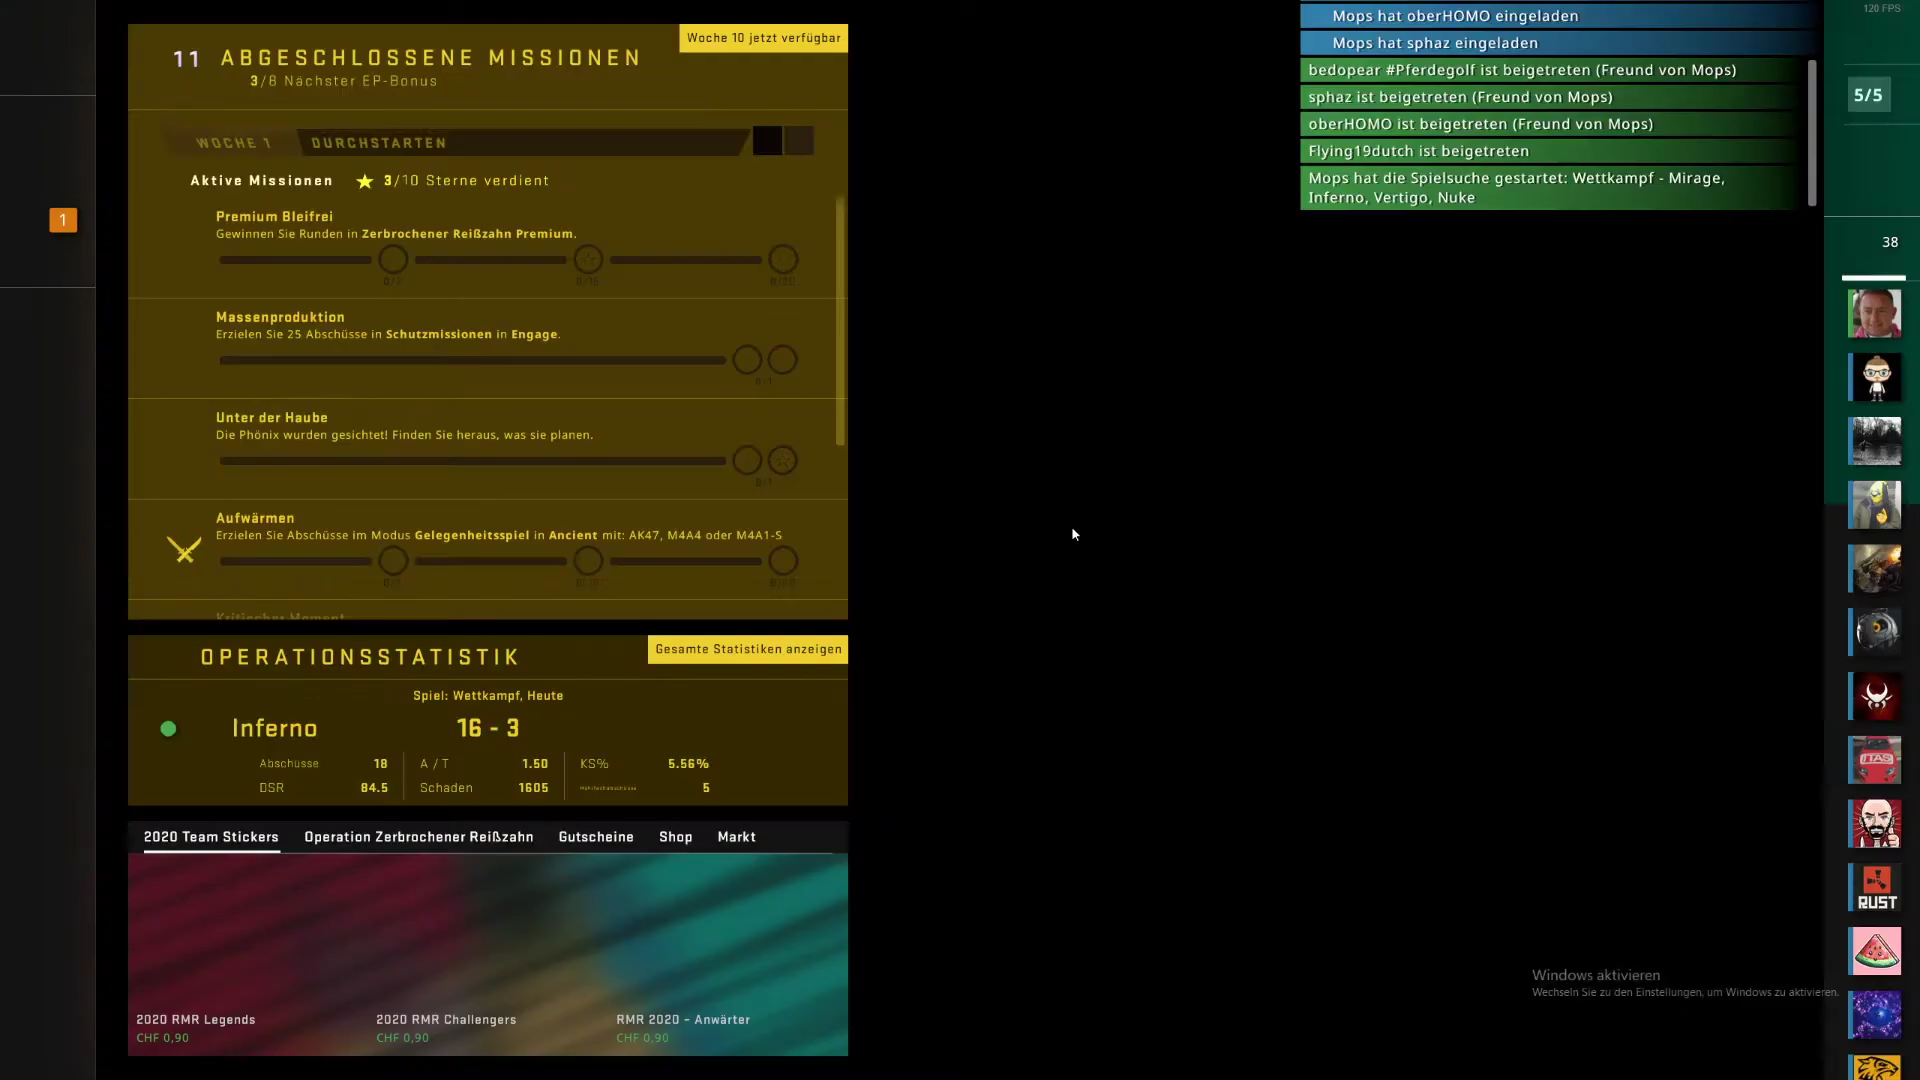 120 FPS
Woche 10 jetzt verfügbar
11 ABGESCHLOSSENE MISSIONEN
3/8 Nächster EP-Bonus
WOCHE 1 DURCHSTARTEN
Aktive Missionen 3/10 Sterne verdient
Premium Bleifrei
Gewinnen Sie Runden in Zerbrochener Reißzahn Premium.
Massenproduktion
Erzielen Sie 25 Abschüsse in Schutzmissionen in Engage.
0/1
Unter der Haube
Die Phönix wurden gesichtet! Finden Sie heraus, was sie planen.
0/1
Aufwärmen
Erzielen Sie Abschüsse im Modus Gelegenheitsspiel in Ancient mit: AK47, M4A4 oder M4A1-S
Kritischer Moment
1
OPERATIONSSTATISTIK
Gesamte Statistiken anzeigen
Spiel: Wettkampf, Heute
Inferno 16 - 3
Abschüsse 18 A / T 1.50 KS% 5.56%
DSR 84.5 Schaden 1605 Mehrfachabschüsse 5
2020 Team Stickers Operation Zerbrochener Reißzahn Gutscheine Shop Markt
2020 RMR Legends 2020 RMR Challengers RMR 2020 – Anwärter
CHF 0,90 CHF 0,90 CHF 0,90
Mops hat oberHOMO eingeladen
Mops hat sphaz eingeladen
bedopear #Pferdegolf ist beigetreten (Freund von Mops)
sphaz ist beigetreten (Freund von Mops)
oberHOMO ist beigetreten (Freund von Mops)
Flying19dutch ist beigetreten
Mops hat die Spielsuche gestartet: Wettkampf - Mirage,
Inferno, Vertigo, Nuke
5/5
38
ITAS
RUST
Windows aktivieren
Wechseln Sie zu den Einstellungen, um Windows zu aktivieren.